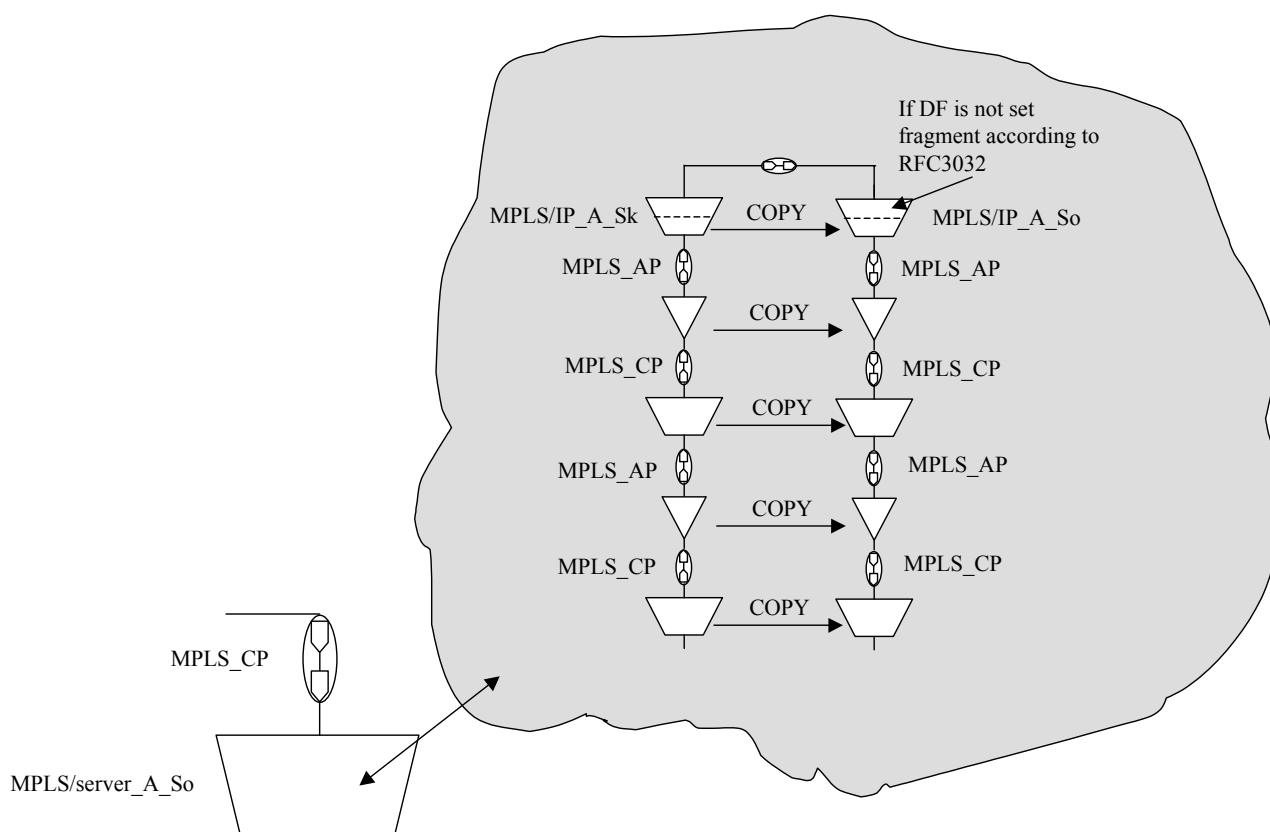 If DF is not set
fragment according to
RFC3032
MPLS/IP_A_Sk
COPY
MPLS/IP_A_So
MPLS_AP
MPLS_AP
COPY
MPLS_CP
MPLS_CP
COPY
MPLS_AP
MPLS_AP
COPY
MPLS_CP
MPLS_CP
COPY
MPLS_CP
MPLS/server_A_So